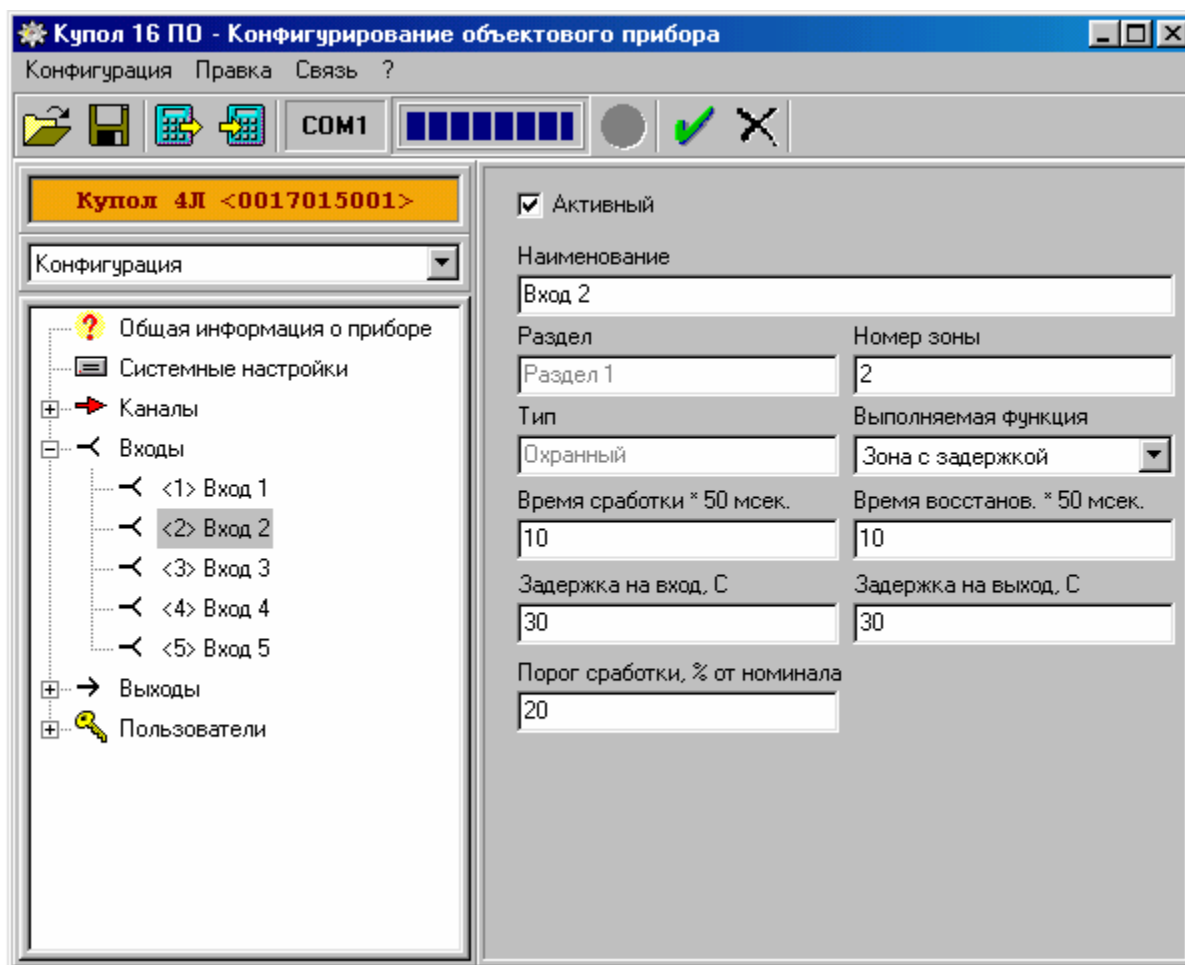 Купол 16 ПО - Конфигурирование объектового прибора
Конфигурация Правка Связь ?
COM1
Купол 4Л <0017015001>
Конфигурация
Общая информация о приборе
Системные настройки
Каналы
Входы
<1> Вход 1
<2> Вход 2
<3> Вход 3
<4> Вход 4
<5> Вход 5
Выходы
Пользователи
Активный
Наименование
Вход 2
Раздел Номер зоны
Раздел 1 2
Тип Выполняемая функция
Охранный Зона с задержкой
Время сработки * 50 мсек. Время восстанов. * 50 мсек.
10 10
Задержка на вход, С Задержка на выход, С
30 30
Порог сработки, % от номинала
20